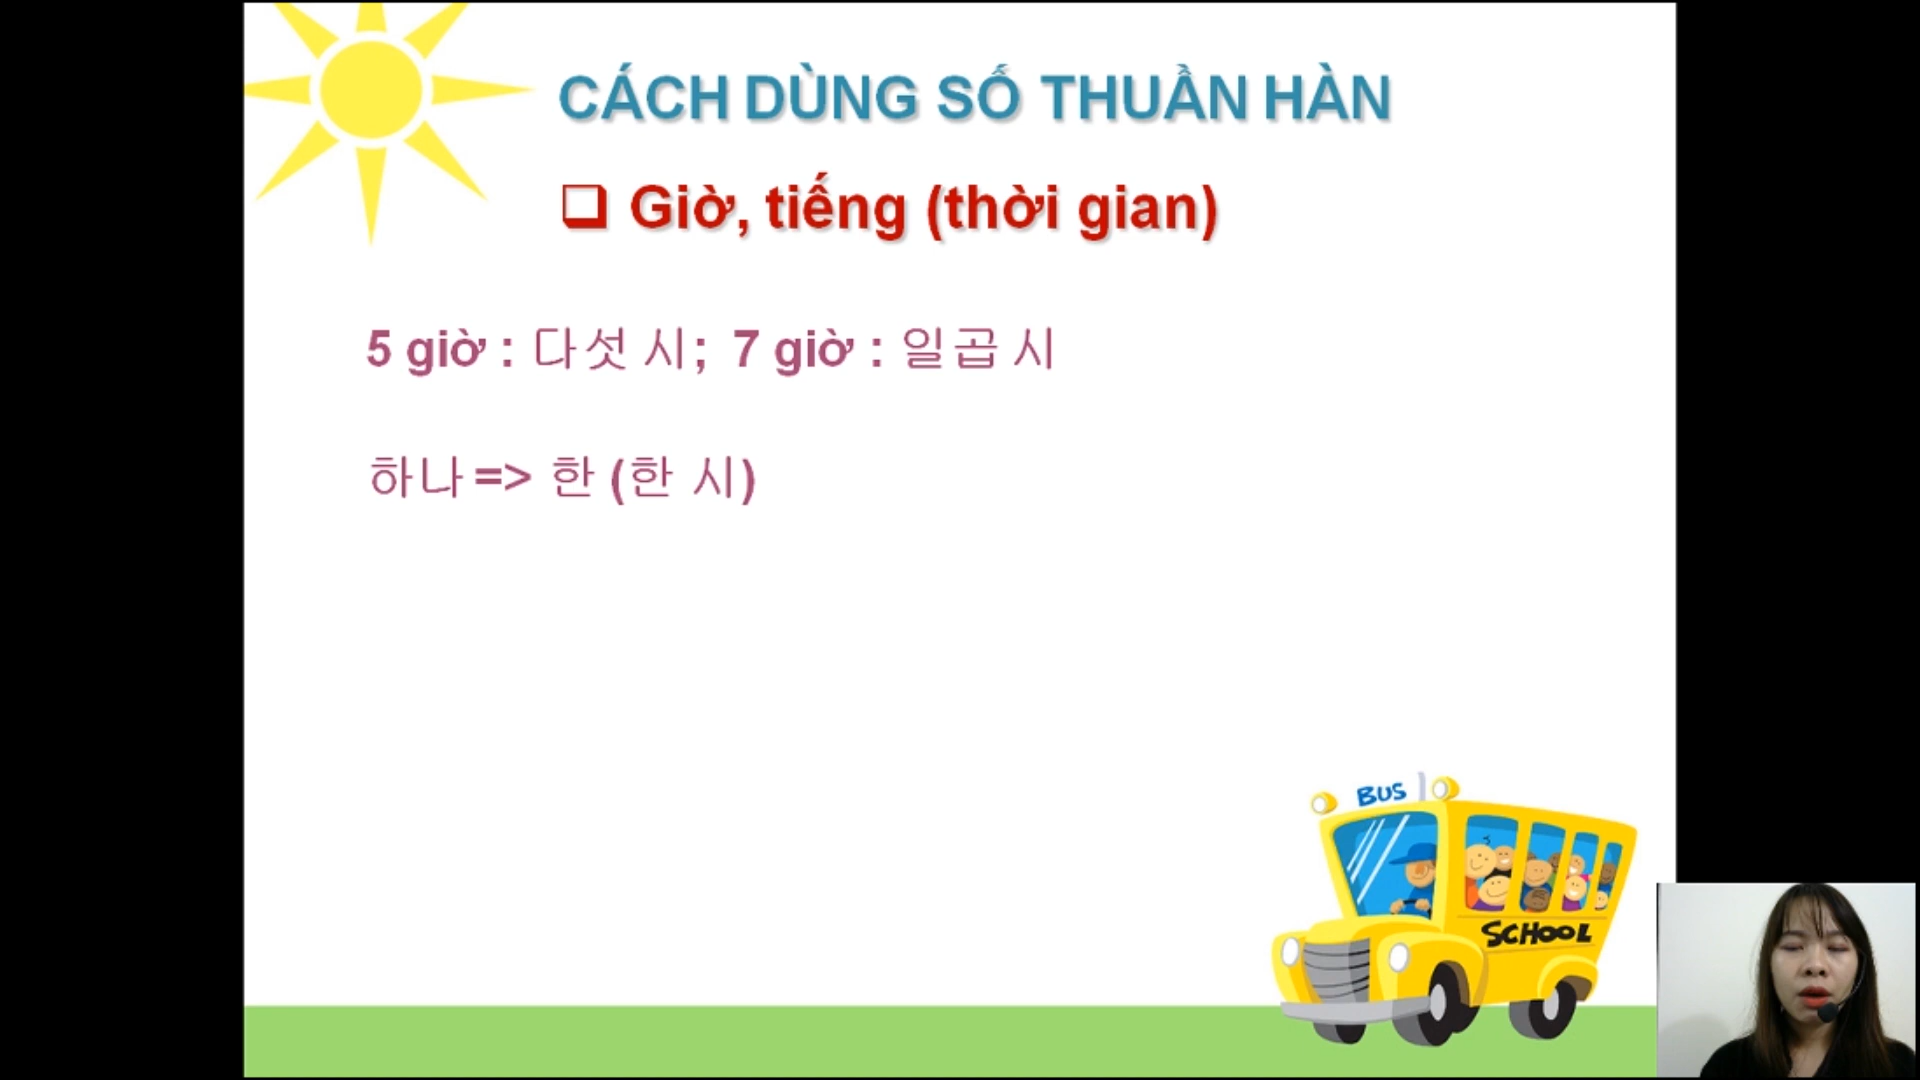 CÁCH DÙNG SỐ THUẦN HÀN
❑ Giờ, tiếng (thời gian)
5 giờ : 다섯 시; 7 giờ : 일곱 시
하나 => 한 (한 시)
BUS
SCHOOL